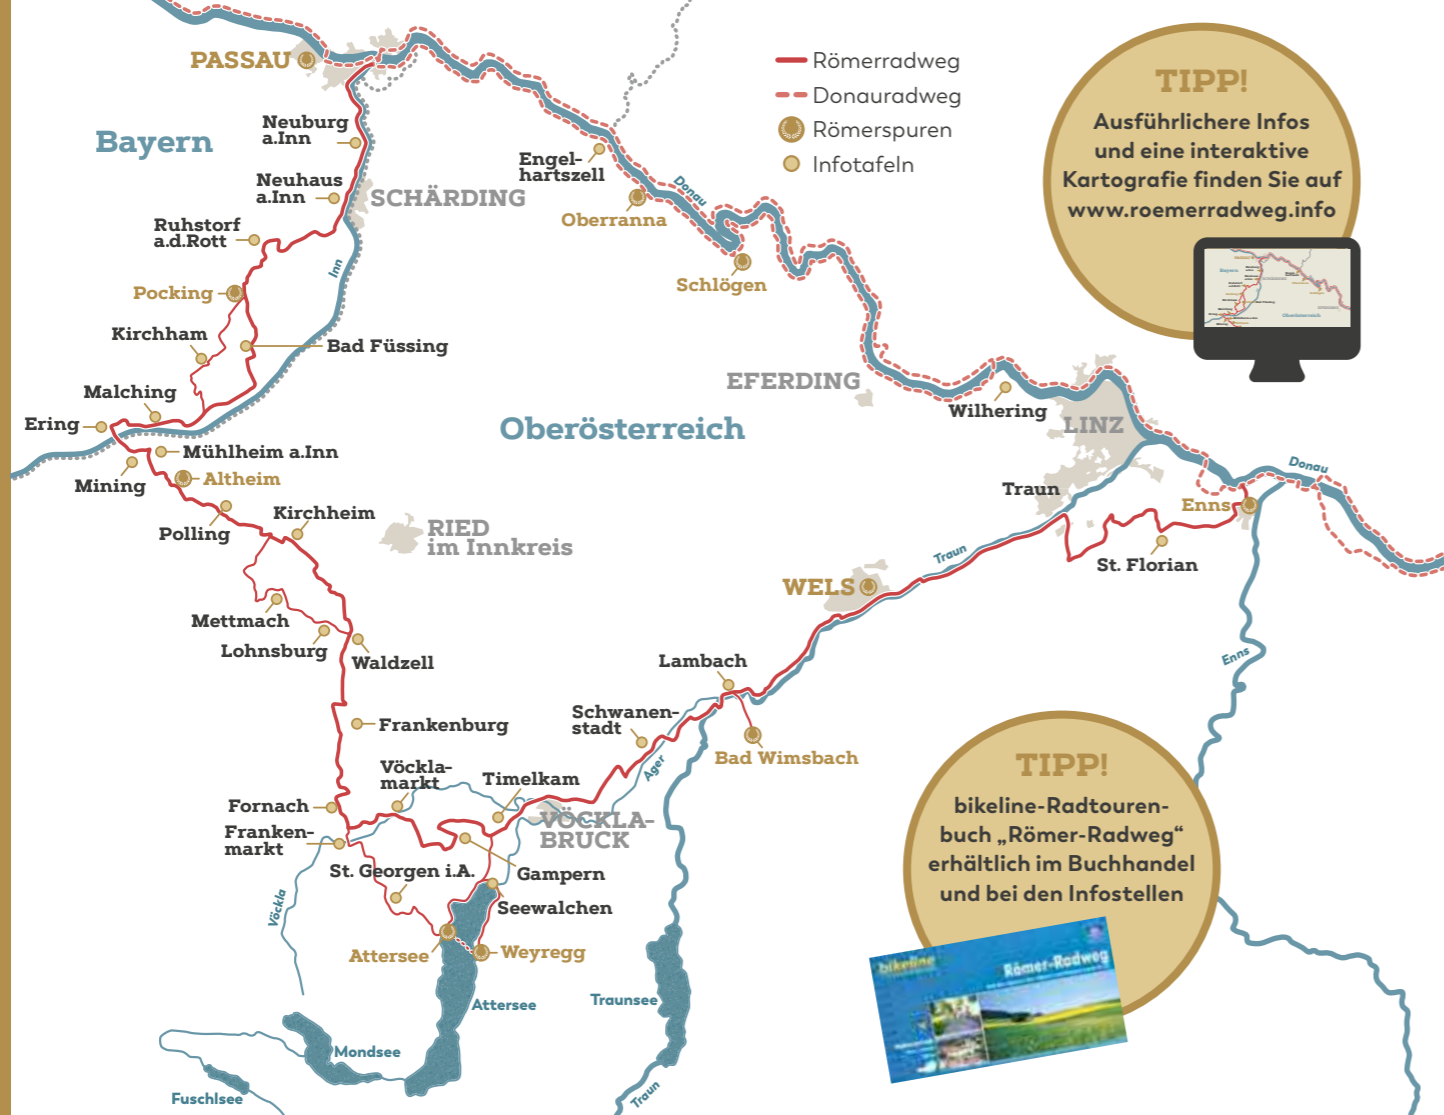 PASSAU
Bayern
Neuburg
a.Inn
Neuhaus
a.Inn
SCHÄRDING
Ruhstorf
a.d.Rott
Inn
Pocking
Kirchham
Bad Füssing
Malching
Ering
Mühlheim a.Inn
Mining
Altheim
Polling
Kirchheim
RIED
im Innkreis
Mettmach
Lohnsburg
Waldzell
Frankenburg
Fornach
Franken-
markt
Vöckla-
markt
Timelkam
VÖCKLA-
BRUCK
St. Georgen i.A.
Gampern
Seewalchen
Vöckla
Attersee
Weyregg
Attersee
Traunsee
Mondsee
Fuschlsee
Traun
Römerradweg
Donauradweg
Römerspuren
Infotafeln
Engel-
hartszell
Donau
Oberranna
Schlögen
EFERDING
Oberösterreich
Wilhering
LINZ
Traun
Donau
Enns
St. Florian
Traun
WELS
Enns
Lambach
Schwanen-
stadt
Ager
Bad Wimsbach
TIPP!
Ausführlichere Infos
und eine interaktive
Kartografie finden Sie auf
www.roemerradweg.info
Bayern
Oberösterreich
TIPP!
bikeline-Radtouren-
buch „Römer-Radweg“
erhältlich im Buchhandel
und bei den Infostellen
bikeline
Römer-Radweg